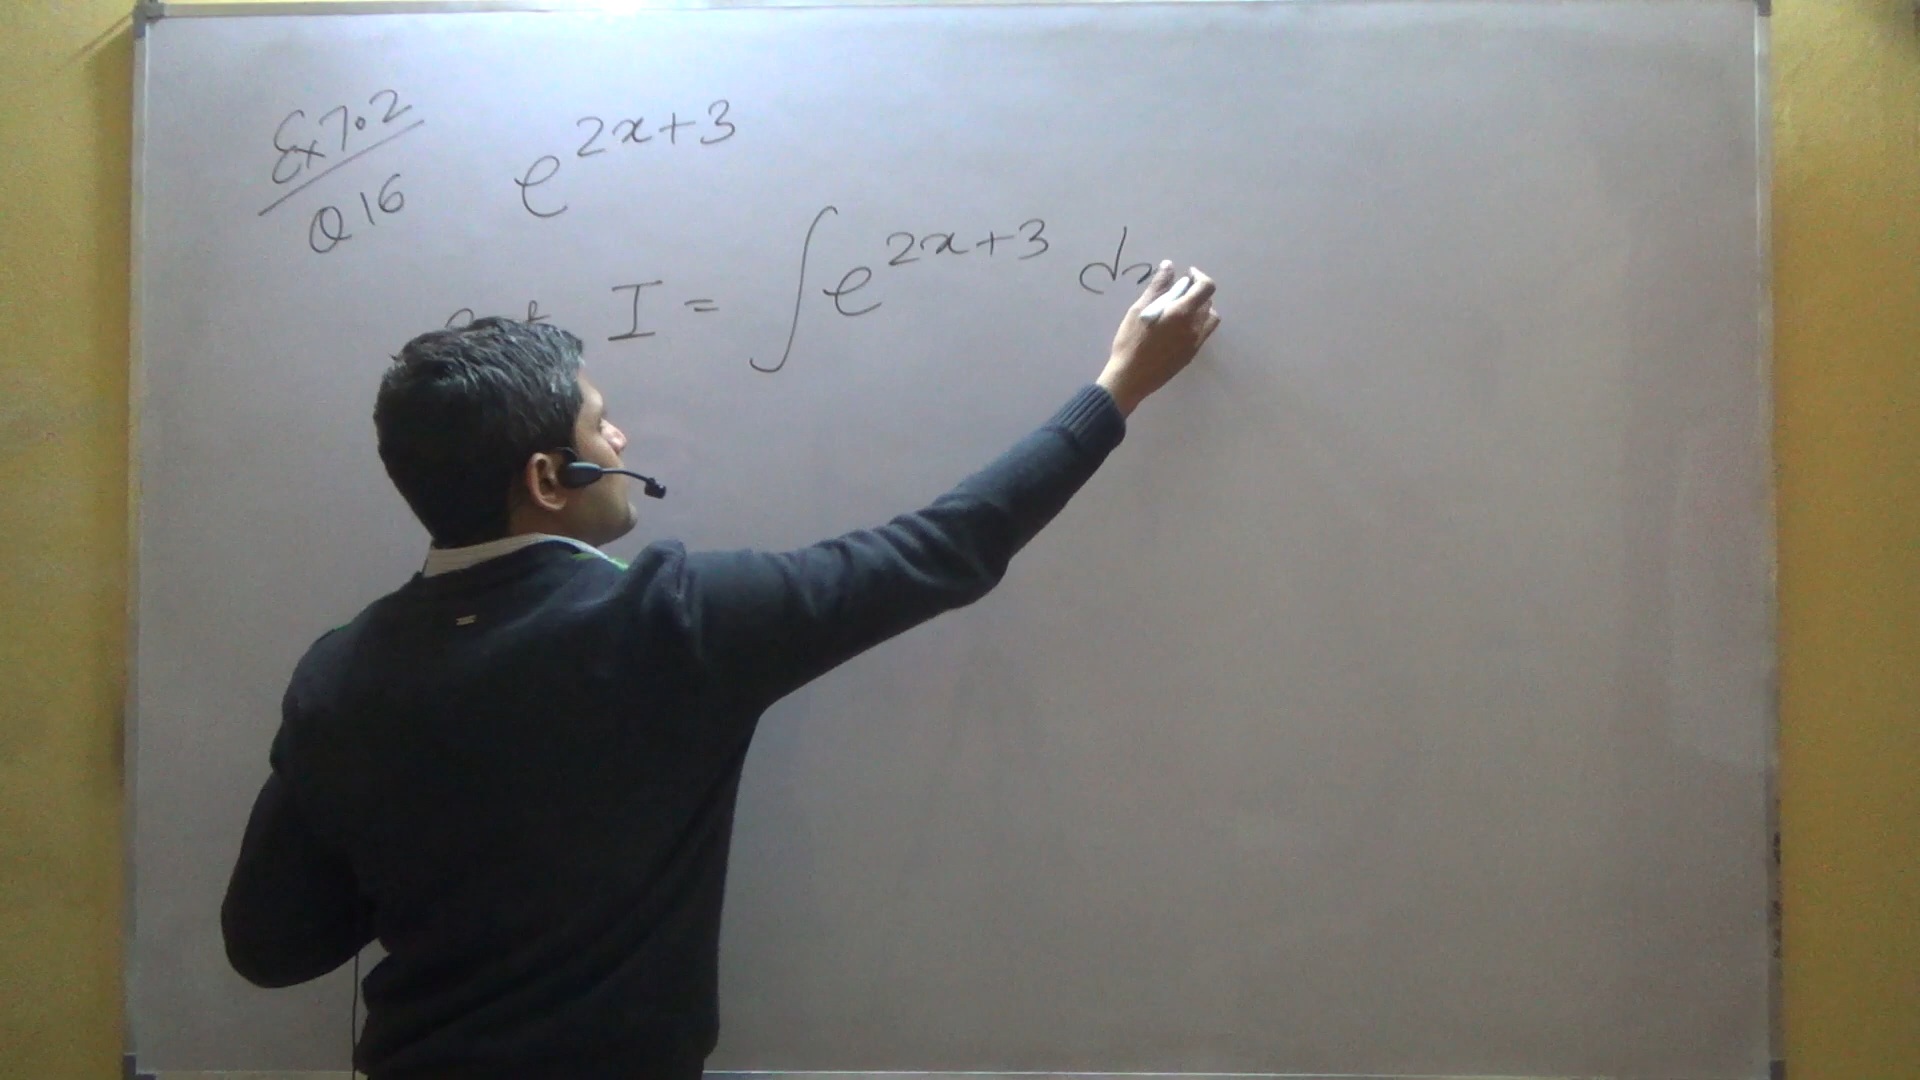 Ex 7.2
Q 16
e^{2x+3}
I = ∫ e^{2x+3} dx